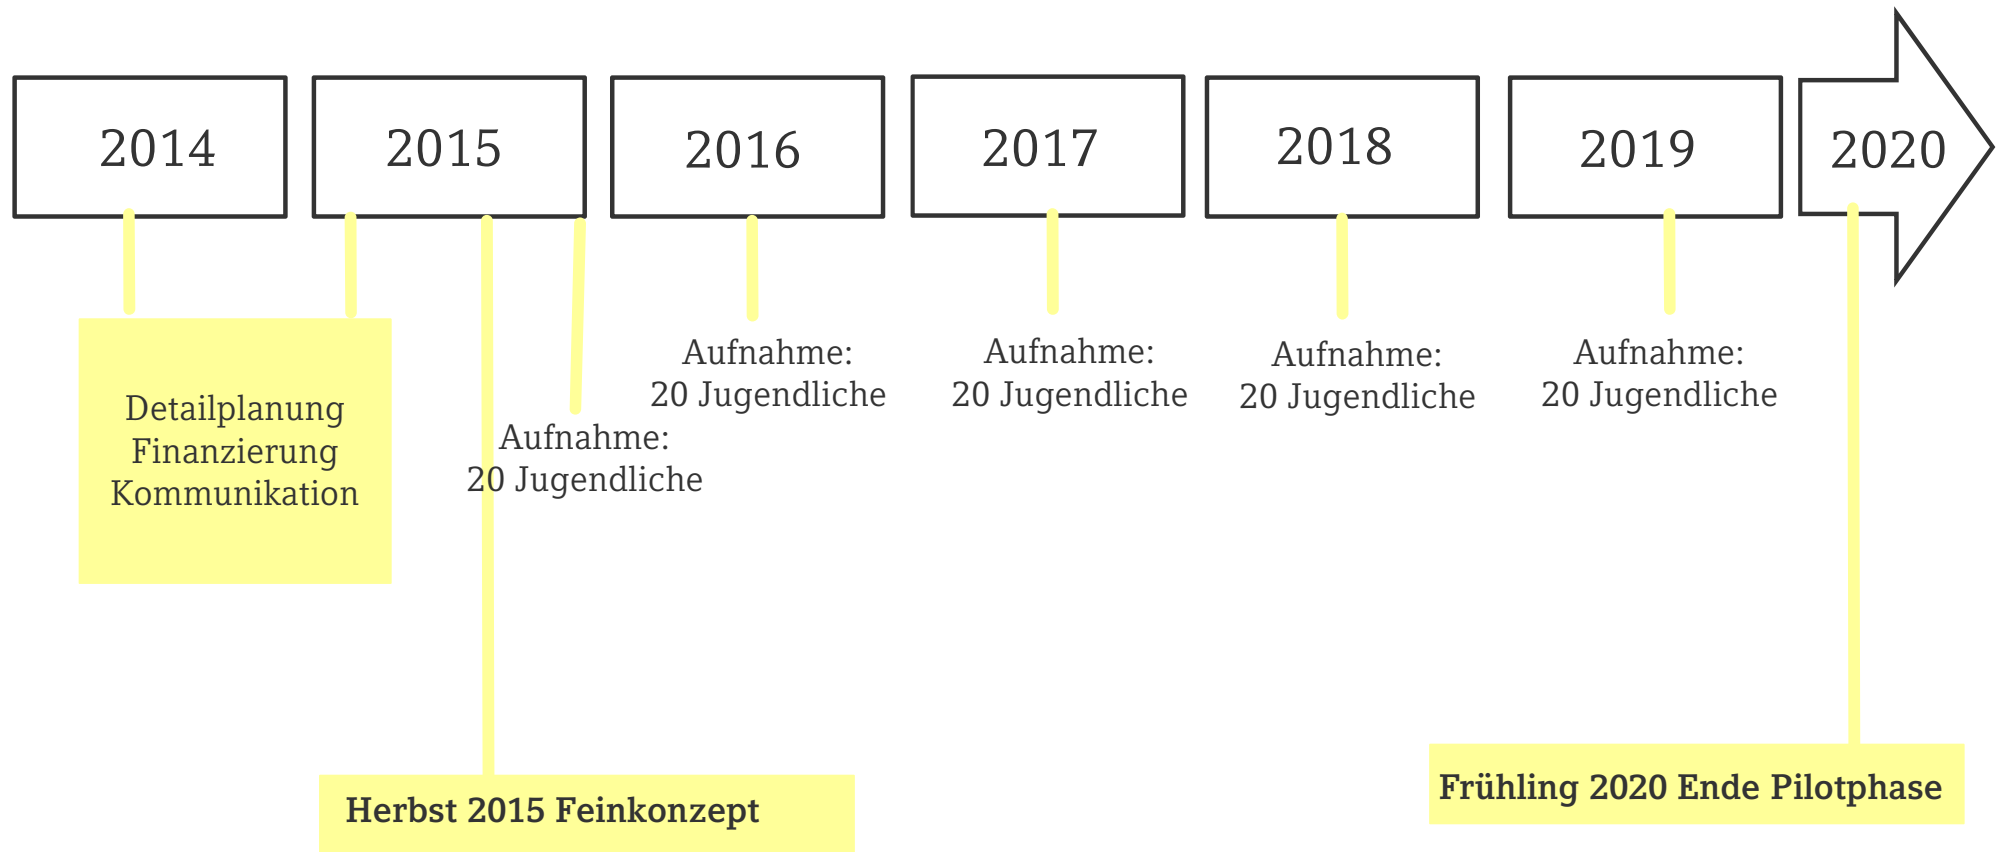 2014
2015
2016
2017
2018
2019
2020
Detailplanung
Finanzierung
Kommunikation
Aufnahme:
20 Jugendliche
Aufnahme:
20 Jugendliche
Aufnahme:
20 Jugendliche
Aufnahme:
20 Jugendliche
Aufnahme:
20 Jugendliche
Herbst 2015 Feinkonzept
Frühling 2020 Ende Pilotphase